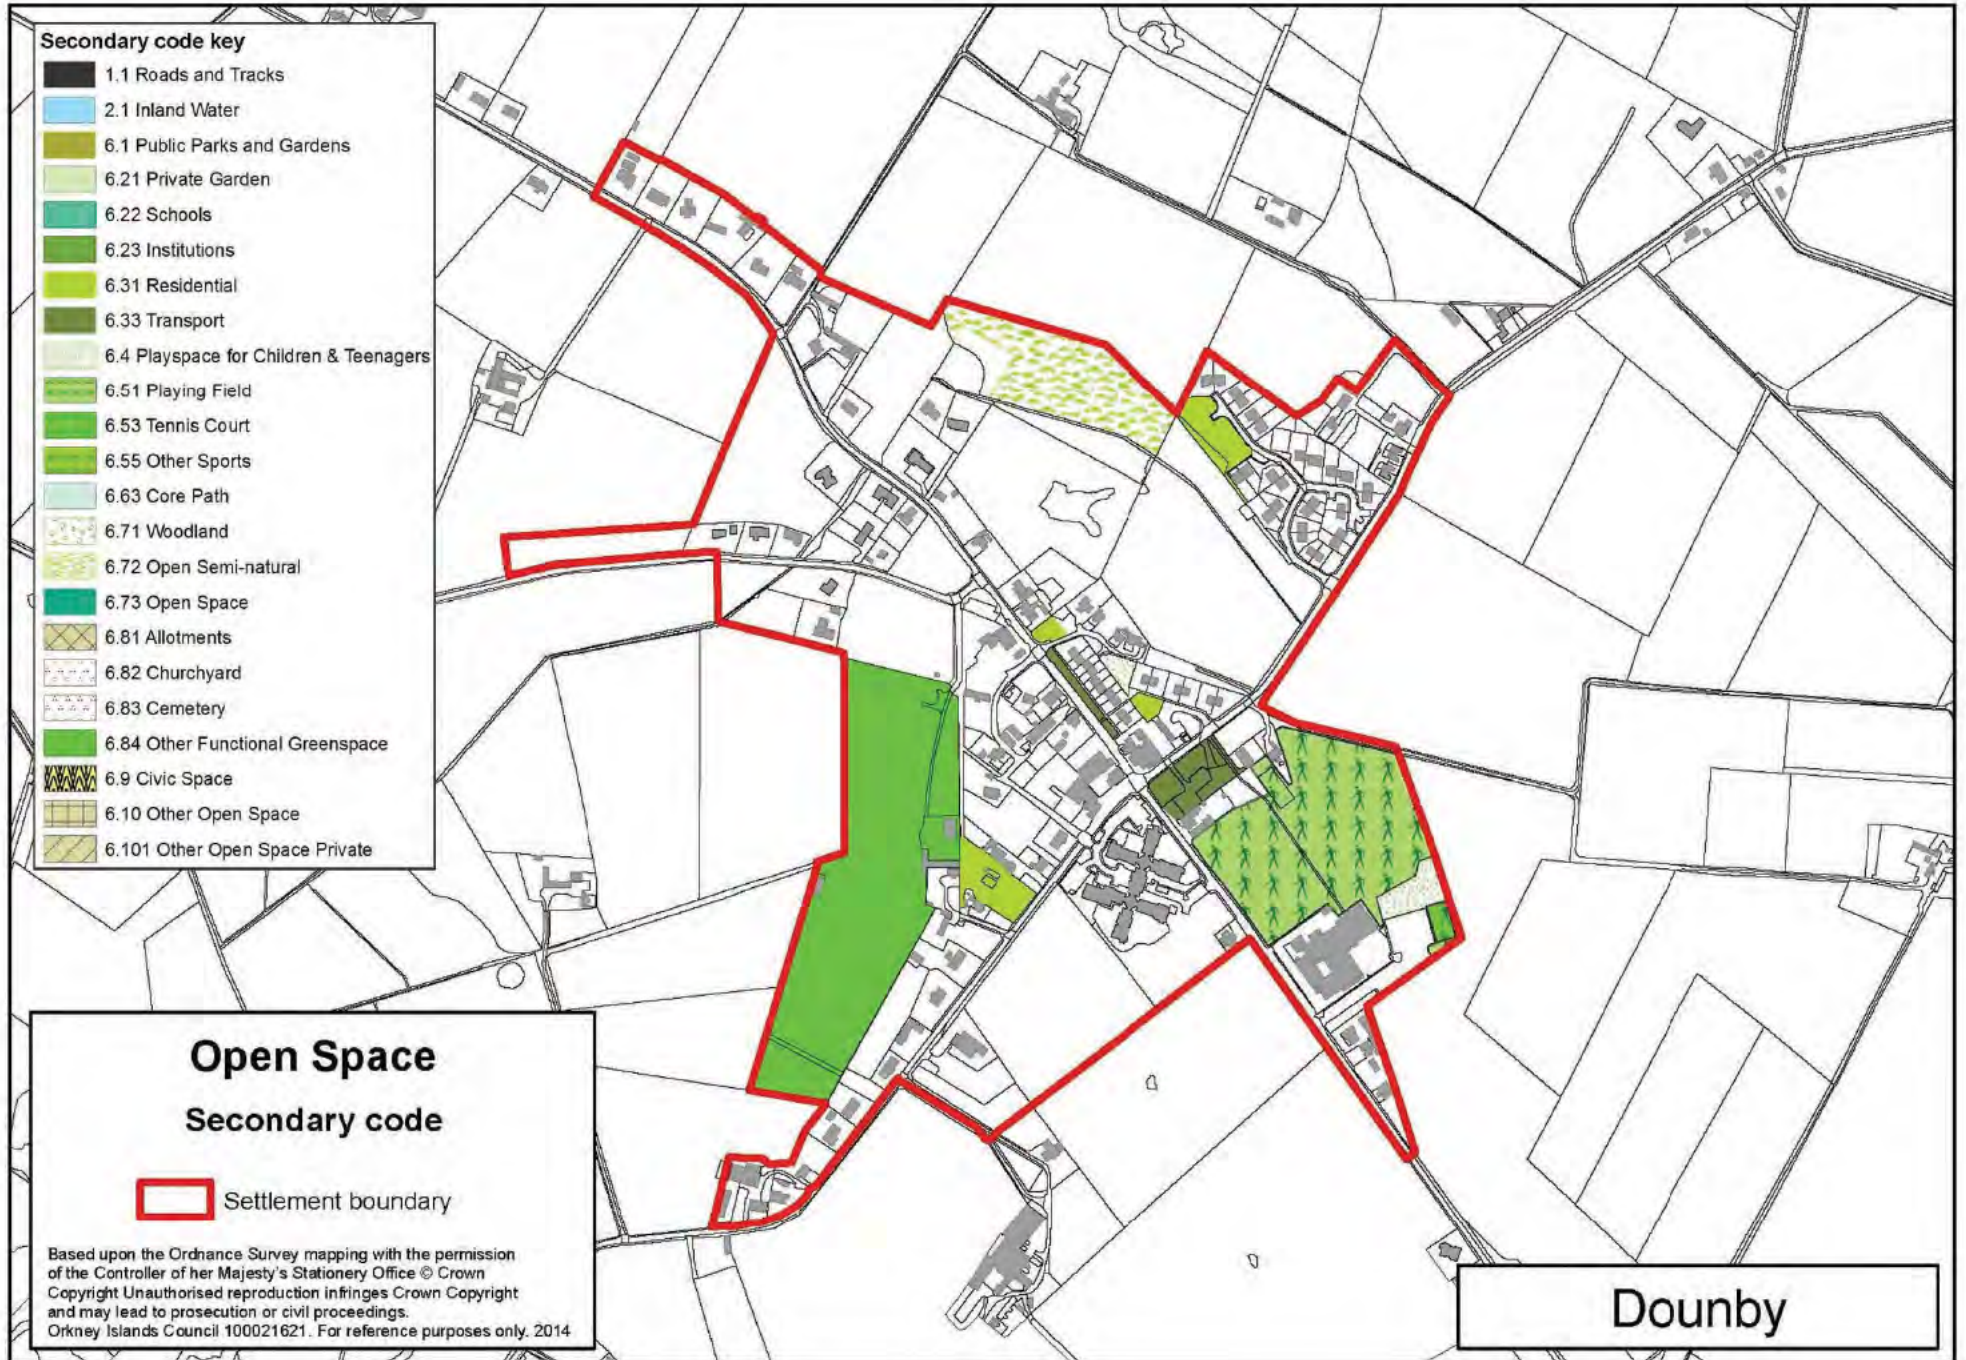 Secondary code key
1.1 Roads and Tracks
2.1 Inland Water
6.1 Public Parks and Gardens
6.21 Private Garden
6.22 Schools
6.23 Institutions
6.31 Residential
6.33 Transport
6.4 Playspace for Children & Teenagers
6.51 Playing Field
6.53 Tennis Court
6.55 Other Sports
6.63 Core Path
6.71 Woodland
6.72 Open Semi-natural
6.73 Open Space
6.81 Allotments
6.82 Churchyard
6.83 Cemetery
6.84 Other Functional Greenspace
6.9 Civic Space
6.10 Other Open Space
6.101 Other Open Space Private
Open Space
Secondary code
Settlement boundary
Based upon the Ordnance Survey mapping with the permission
of the Controller of her Majesty's Stationery Office © Crown
Copyright Unauthorised reproduction infringes Crown Copyright
and may lead to prosecution or civil proceedings.
Orkney Islands Council 100021621. For reference purposes only. 2014
Dounby